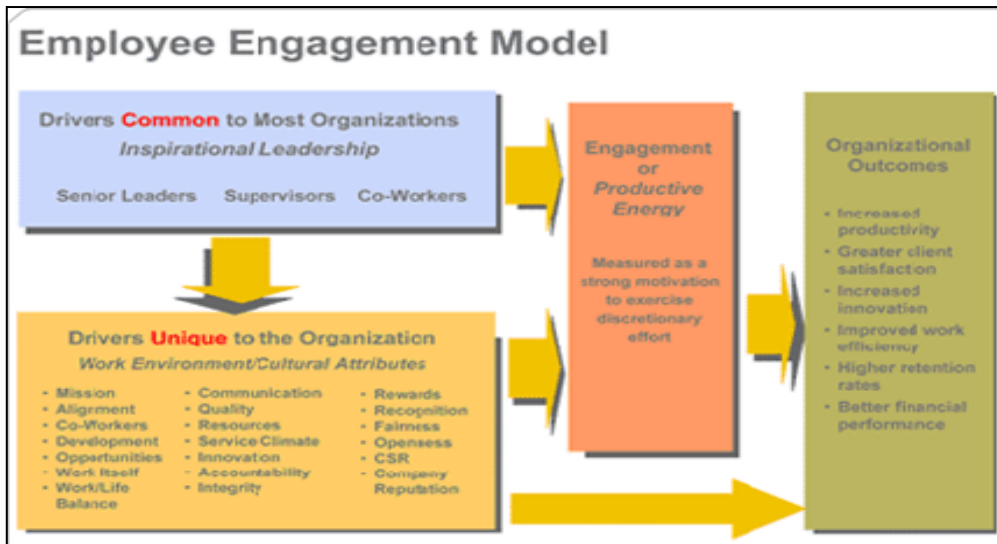 Employee Engagement Model
Drivers Common to Most Organizations
Inspirational Leadership
Senior Leaders Supervisors Co-Workers
Drivers Unique to the Organization
Work Environment/Cultural Attributes
• Mission
• Alignment
• Co-Workers
• Development
• Opportunities
• Work Itself
• Work/Life
Balance
• Communication
• Quality
• Resources
• Service Climate
• Innovation
• Accountability
• Integrity
• Rewards
• Recognition
• Fairness
• Openness
• CSR
• Company
Reputation
Engagement
or
Productive
Energy
Measured as a
strong motivation
to exercise
discretionary
effort
Organizational
Outcomes
• Increased
productivity
• Greater client
satisfaction
• Increased
innovation
• Improved work
efficiency
• Higher retention
rates
• Better financial
performance